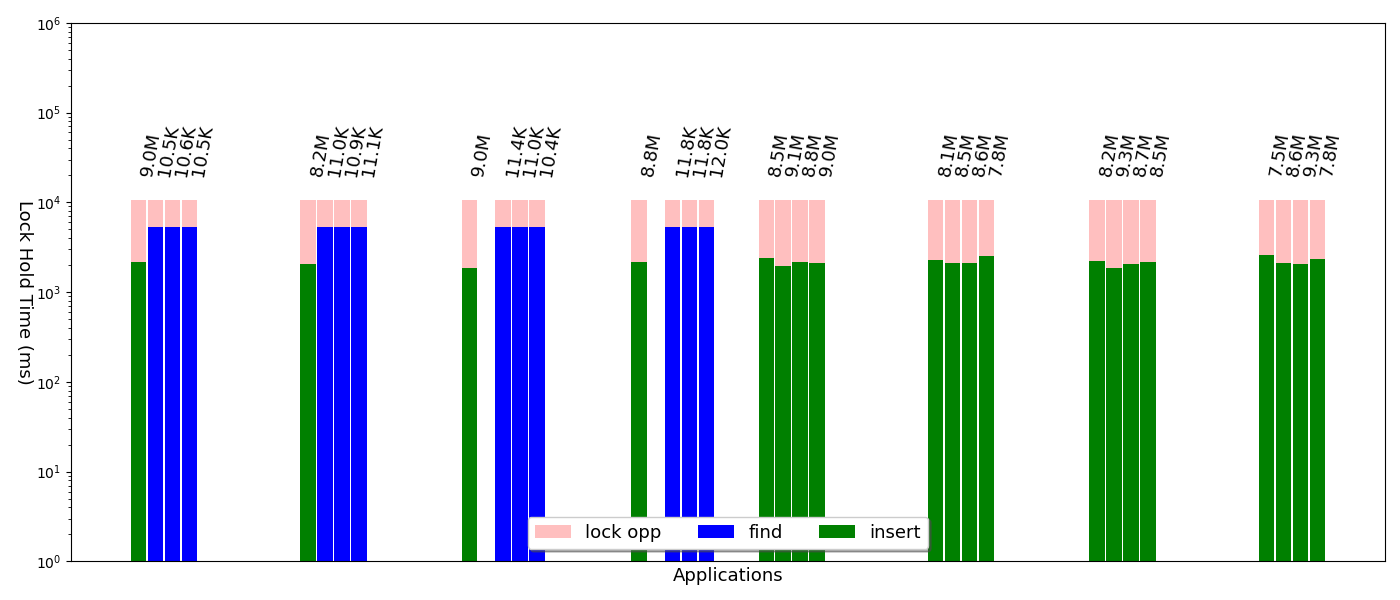 10^6
10^5
10^4
10^3
10^2
10^1
10^0
Lock Hold Time (ms)
9.0M
10.5K
10.6K
10.5K
8.2M
11.0K
10.9K
11.1K
9.0M
11.4K
11.0K
10.4K
8.8M
11.8K
11.8K
12.0K
8.5M
9.1M
8.8M
9.0M
8.1M
8.5M
8.6M
7.8M
8.2M
9.3M
8.7M
8.5M
7.5M
8.6M
9.3M
7.8M
lock opp find insert
Applications